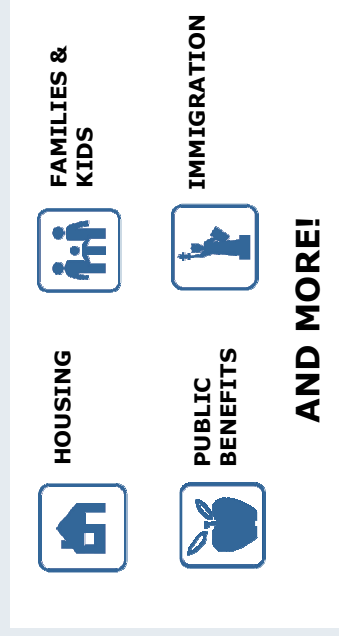 HOUSING
FAMILIES &
KIDS
PUBLIC
BENEFITS
IMMIGRATION
AND MORE!